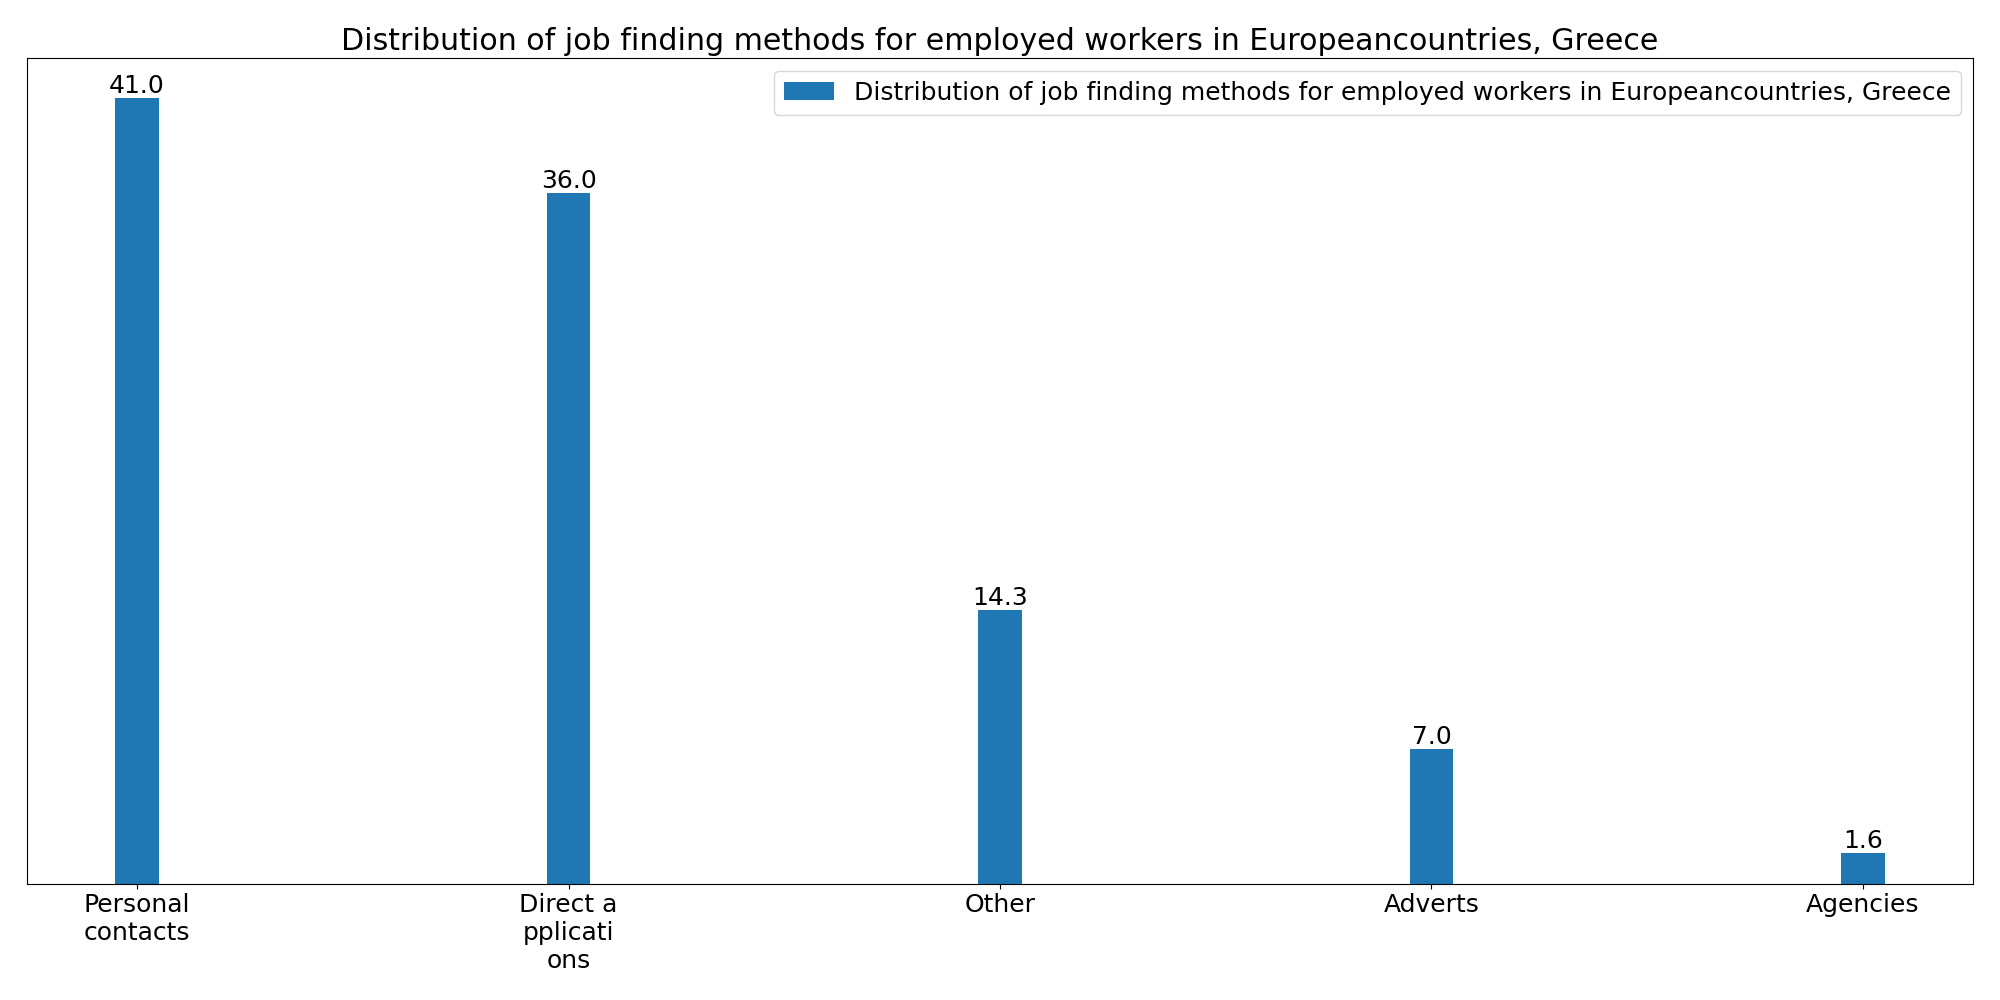 Distribution of job finding methods for employed workers in Europeancountries, Greece
Distribution of job finding methods for employed workers in Europeancountries, Greece
41.0
36.0
14.3
7.0
1.6
Personal
contacts
Direct a
pplicati
ons
Other
Adverts
Agencies